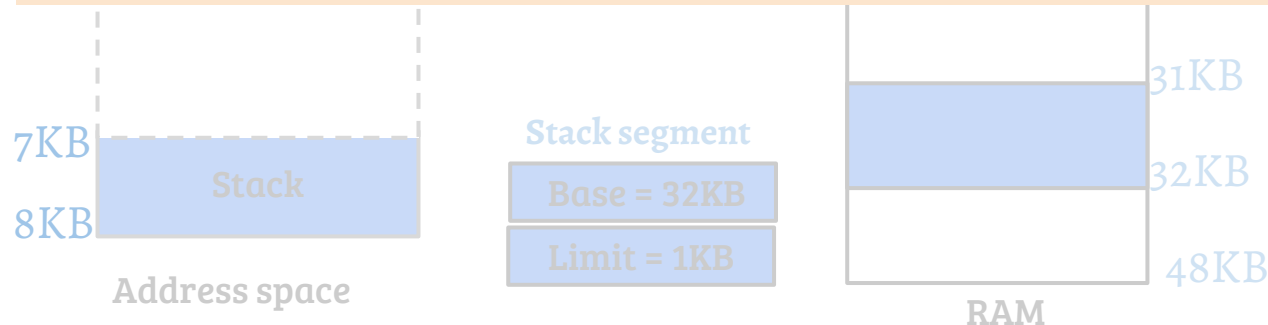 7KB
Stack
8KB
Address space
Stack segment
Base = 32KB
Limit = 1KB
31KB
32KB
48KB
RAM